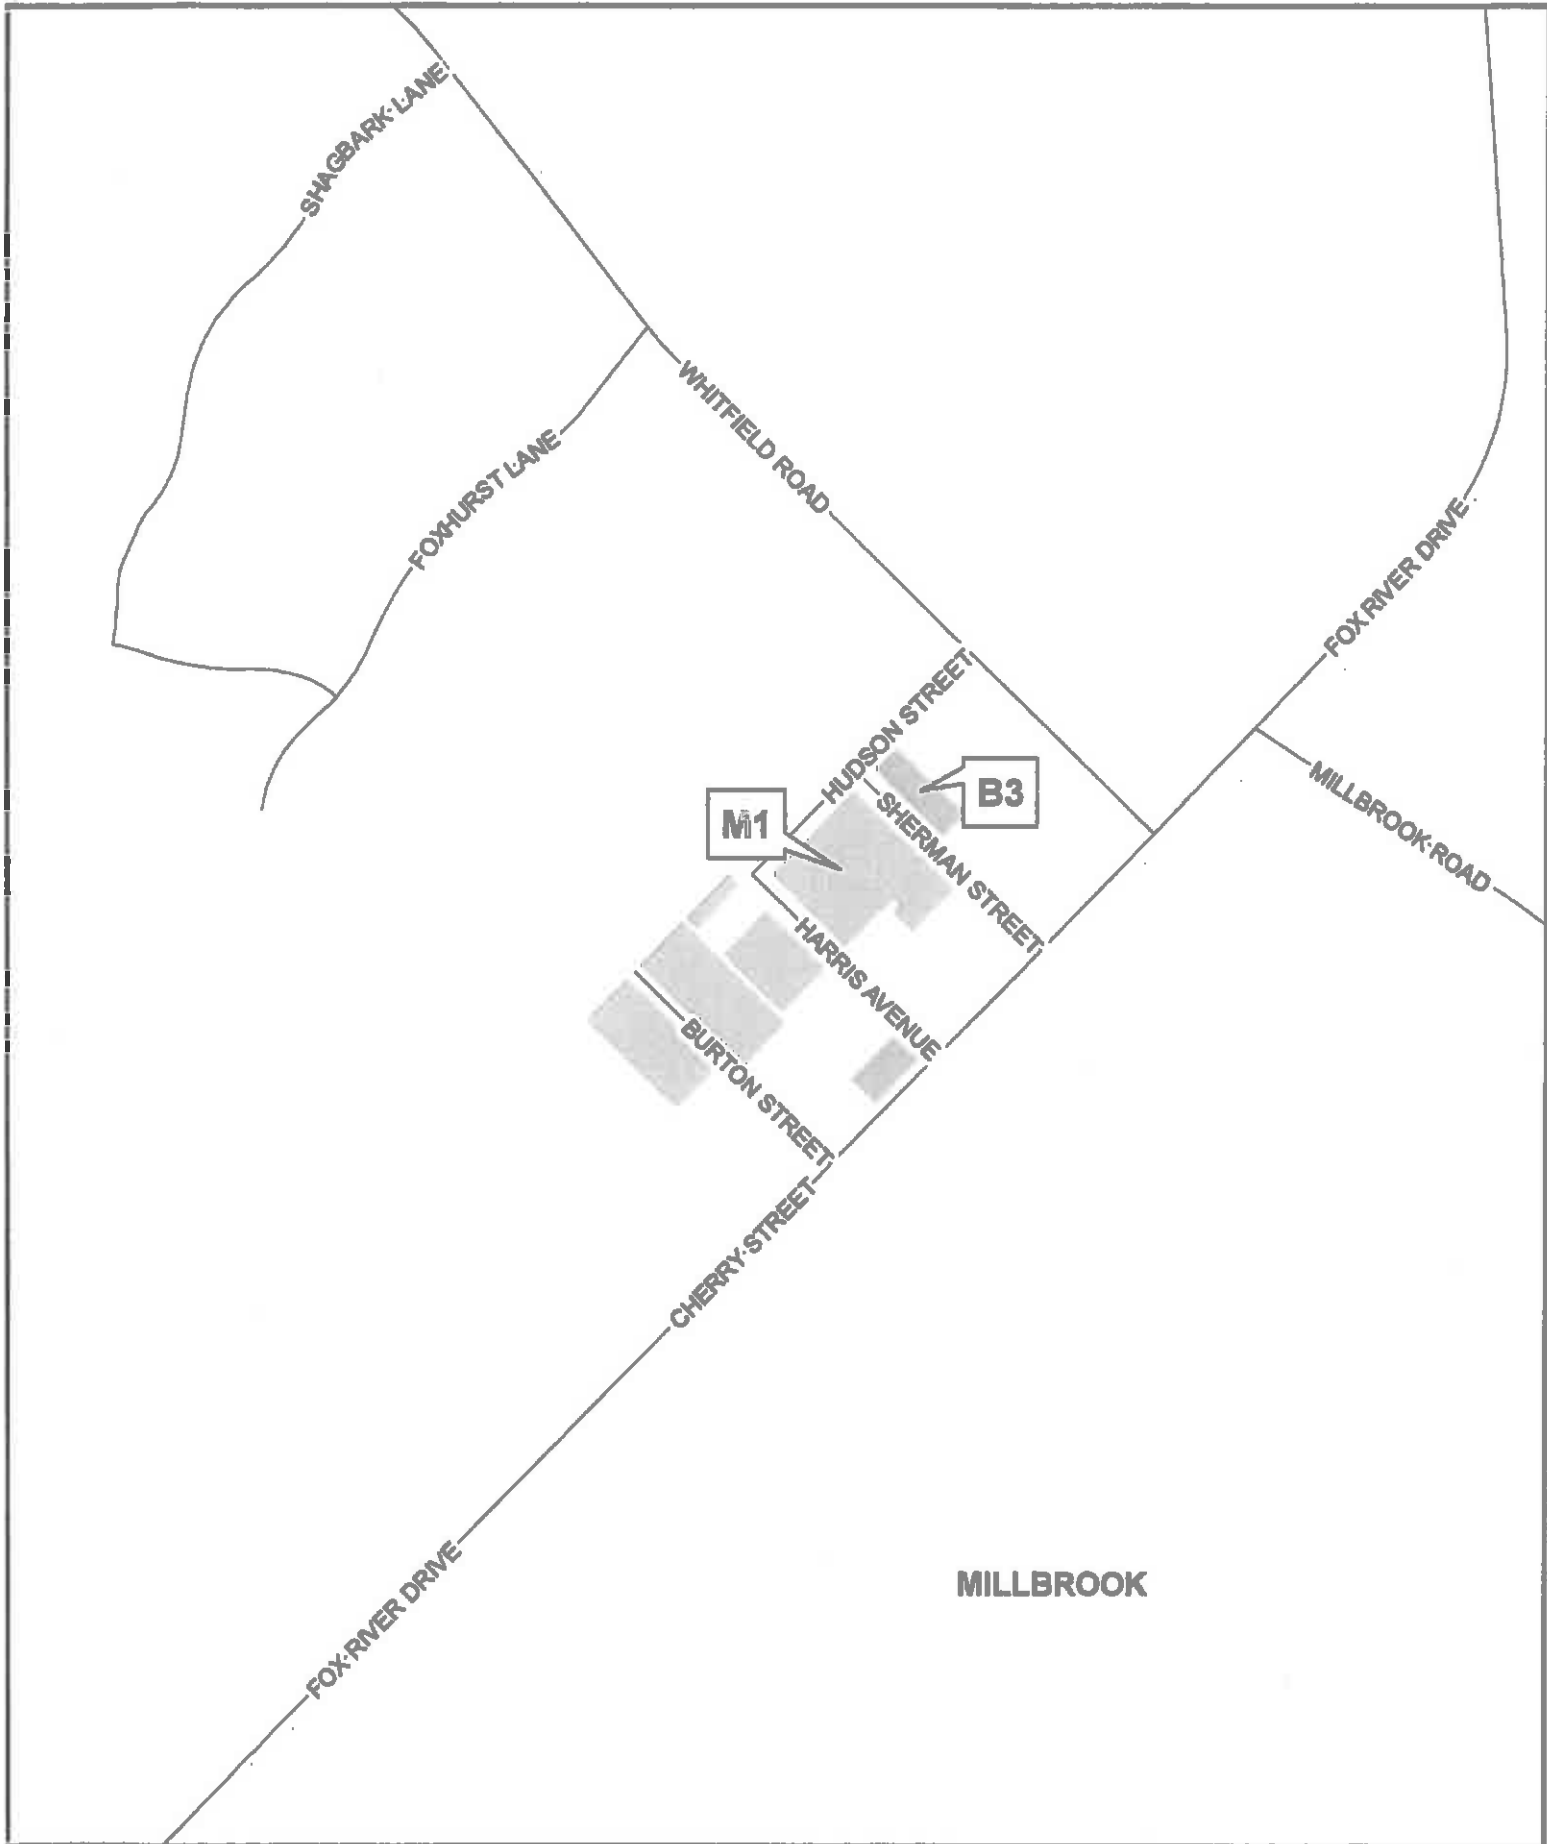 SHAGBARK LANE
WHITFIELD ROAD
FOXHURST LANE
FOX RIVER DRIVE
HUDSON STREET
B3
M1
SHERMAN STREET
MILLBROOK ROAD
HARRIS AVENUE
BURTON STREET
CHERRY STREET
FOX RIVER DRIVE
MILLBROOK